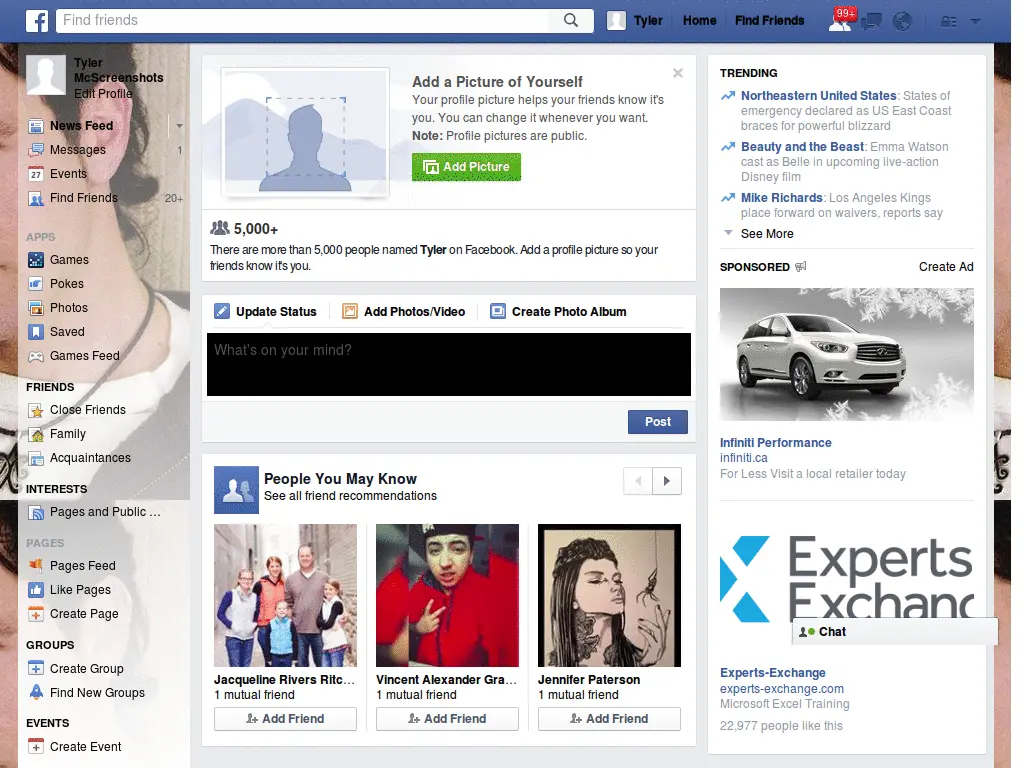 Find friends
Tyler
Home
Find Friends
99+
Tyler
McScreenshots
Edit Profile
News Feed
Messages
1
Events
27
Find Friends
20+
APPS
Games
Pokes
Photos
Saved
Games Feed
FRIENDS
Close Friends
Family
Acquaintances
INTERESTS
Pages and Public ...
PAGES
Pages Feed
Like Pages
Create Page
GROUPS
Create Group
Find New Groups
EVENTS
Create Event
Add a Picture of Yourself
Your profile picture helps your friends know it's
you. You can change it whenever you want.
Note: Profile pictures are public.
Add Picture
5,000+
There are more than 5,000 people named Tyler on Facebook. Add a profile picture so your
friends know it's you.
Update Status
Add Photos/Video
Create Photo Album
What's on your mind?
Post
People You May Know
See all friend recommendations
Jacqueline Rivers Ritc...
1 mutual friend
Add Friend
Vincent Alexander Gra...
1 mutual friend
Add Friend
Jennifer Paterson
1 mutual friend
Add Friend
TRENDING
Northeastern United States: States of
emergency declared as US East Coast
braces for powerful blizzard
Beauty and the Beast: Emma Watson
cast as Belle in upcoming live-action
Disney film
Mike Richards: Los Angeles Kings
place forward on waivers, reports say
See More
SPONSORED
Create Ad
Infiniti Performance
infiniti.ca
For Less Visit a local retailer today
Experts
Exchanc
Chat
Experts-Exchange
experts-exchange.com
Microsoft Excel Training
22,977 people like this